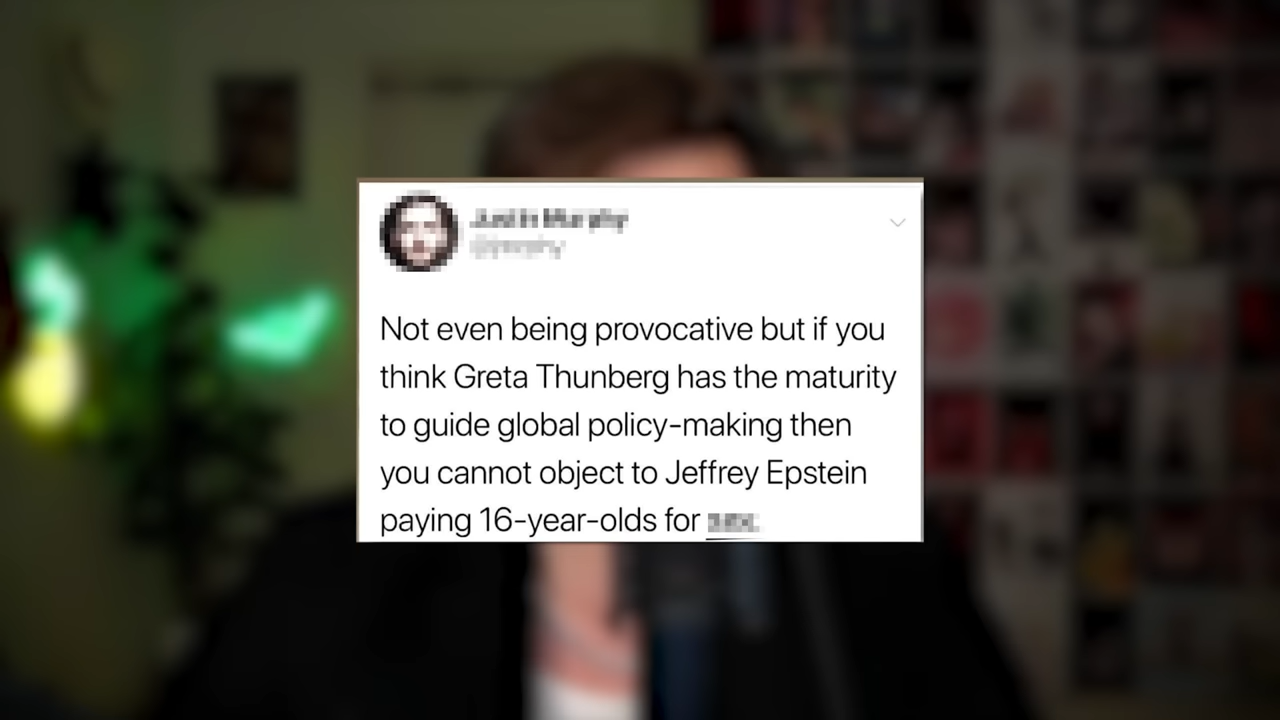 Not even being provocative but if you
think Greta Thunberg has the maturity
to guide global policy-making then
you cannot object to Jeffrey Epstein
paying 16-year-olds for